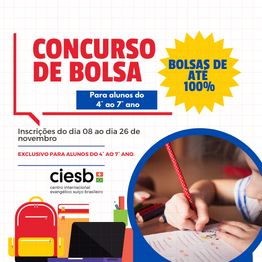 CONCURSO
DE BOLSA
BOLSAS DE
ATÉ
100%
Para alunos do
4° ao 7° ano
Inscrições do dia 08 ao dia 26 de
novembro
EXCLUSIVO PARA ALUNOS DO 4° AO 7° ANO.
ciesb
centro internacional
evangélico suíço brasileiro